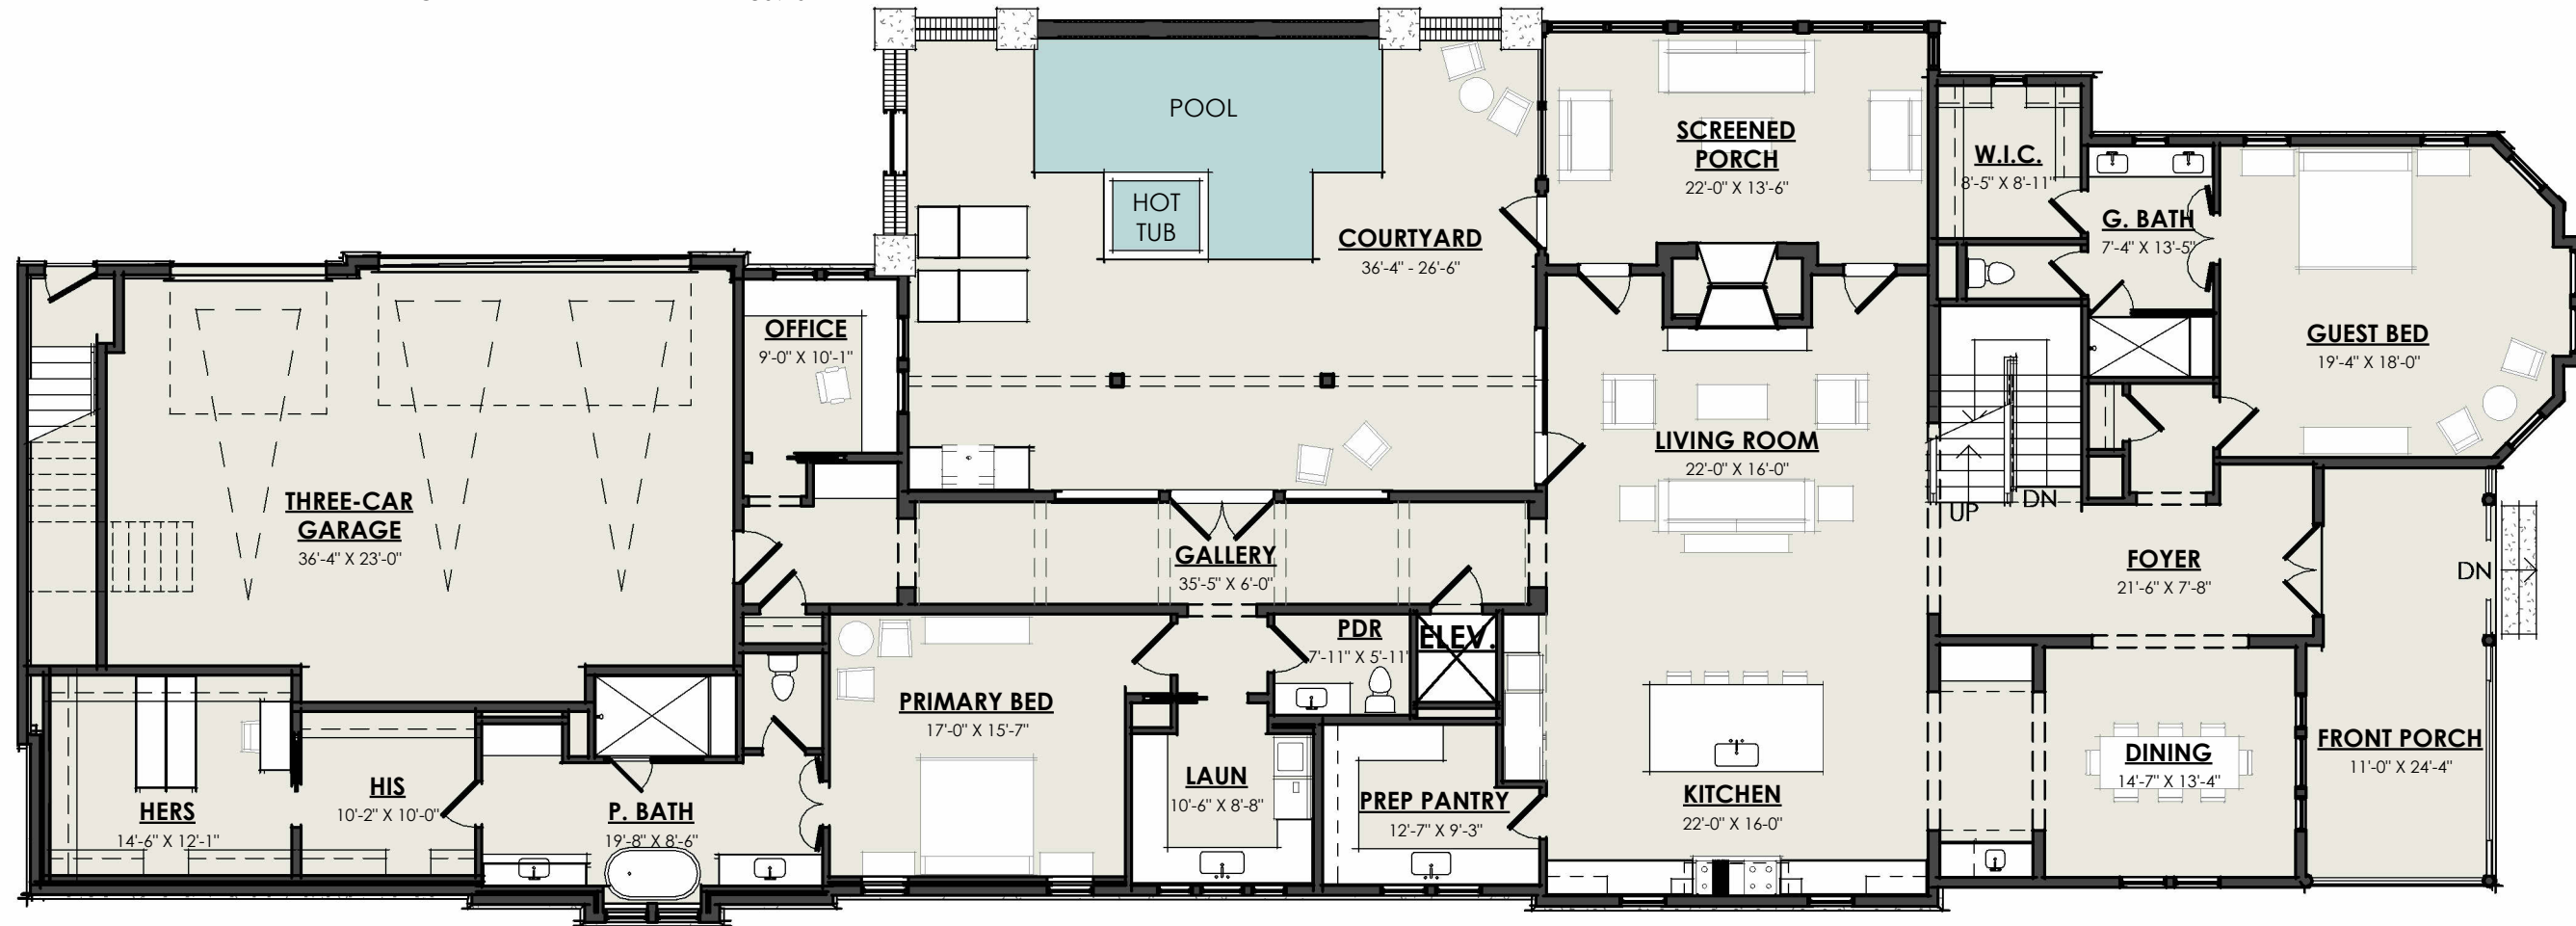 POOL
HOT
TUB
COURTYARD
36'-4" - 26'-6"
SCREENED
PORCH
22'-0" X 13'-6"
W.I.C.
8'-5" X 8'-11"
G. BATH
7'-4" X 13'-5"
GUEST BED
19'-4" X 18'-0"
OFFICE
9'-0" X 10'-1"
LIVING ROOM
22'-0" X 16'-0"
THREE-CAR
GARAGE
36'-4" X 23'-0"
GALLERY
35'-5" X 6'-0"
UP
DN
FOYER
21'-6" X 7'-8"
DN
PDR
7'-11" X 5'-11"
ELEV.
PRIMARY BED
17'-0" X 15'-7"
HERS
14'-6" X 12'-1"
HIS
10'-2" X 10'-0"
P. BATH
19'-8" X 8'-6"
LAUN
10'-6" X 8'-8"
PREP PANTRY
12'-7" X 9'-3"
KITCHEN
22'-0" X 16-0"
DINING
14'-7" X 13'-4"
FRONT PORCH
11'-0" X 24'-4"